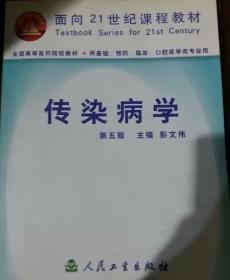 面向21世纪课程教材
Textbook Series for 21st Century
全国高等医药院校教材 • 供基础、预防、临床、口腔医学类专业用
传染病学
第五版 主编 彭文伟
人民卫生出版社